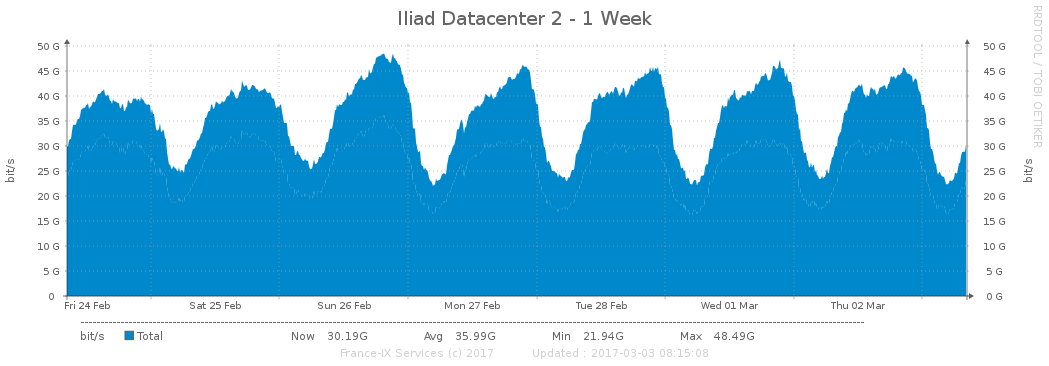 Iliad Datacenter 2 - 1 Week
RRDTOOL / TOBI OETIKER
50 G 50 G
45 G 45 G
40 G 40 G
35 G 35 G
30 G 30 G
25 G 25 G
20 G 20 G
15 G 15 G
10 G 10 G
5 G 5 G
0 0 G
bit/s bit/s
Fri 24 Feb Sat 25 Feb Sun 26 Feb Mon 27 Feb Tue 28 Feb Wed 01 Mar Thu 02 Mar
bit/s Total Now 30.19G Avg 35.99G Min 21.94G Max 48.49G
France-IX Services (c) 2017 Updated : 2017-03-03 08:15:08